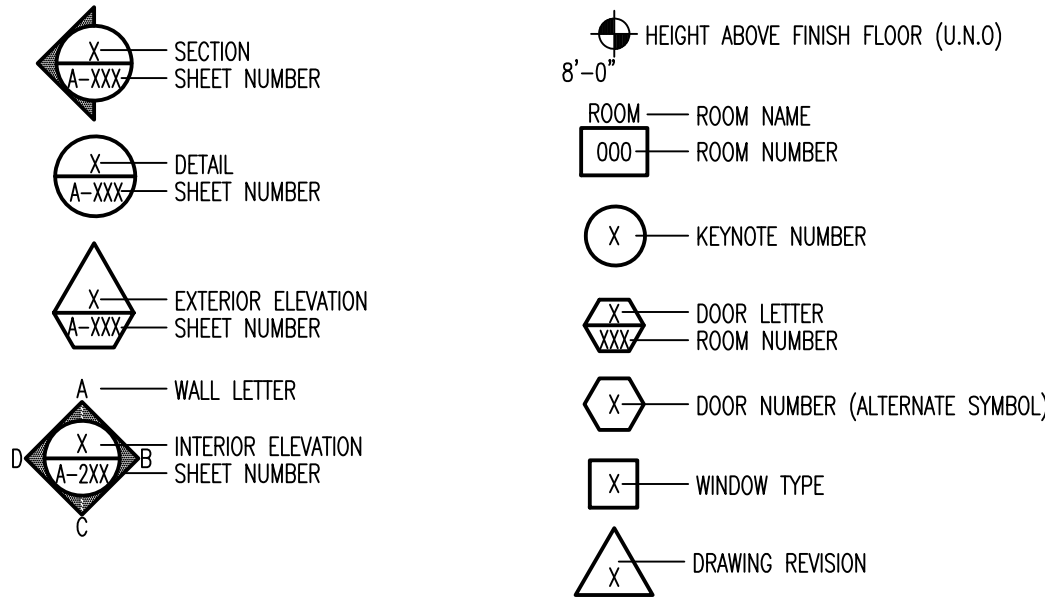 X SECTION
A-XXX SHEET NUMBER
X DETAIL
A-XXX SHEET NUMBER
X EXTERIOR ELEVATION
A-XXX SHEET NUMBER
A WALL LETTER
X INTERIOR ELEVATION
D B
A-2XX SHEET NUMBER
C
HEIGHT ABOVE FINISH FLOOR (U.N.O)
8'-0"
ROOM ROOM NAME
000 ROOM NUMBER
X KEYNOTE NUMBER
X DOOR LETTER
XXX ROOM NUMBER
X DOOR NUMBER (ALTERNATE SYMBOL)
X WINDOW TYPE
X DRAWING REVISION